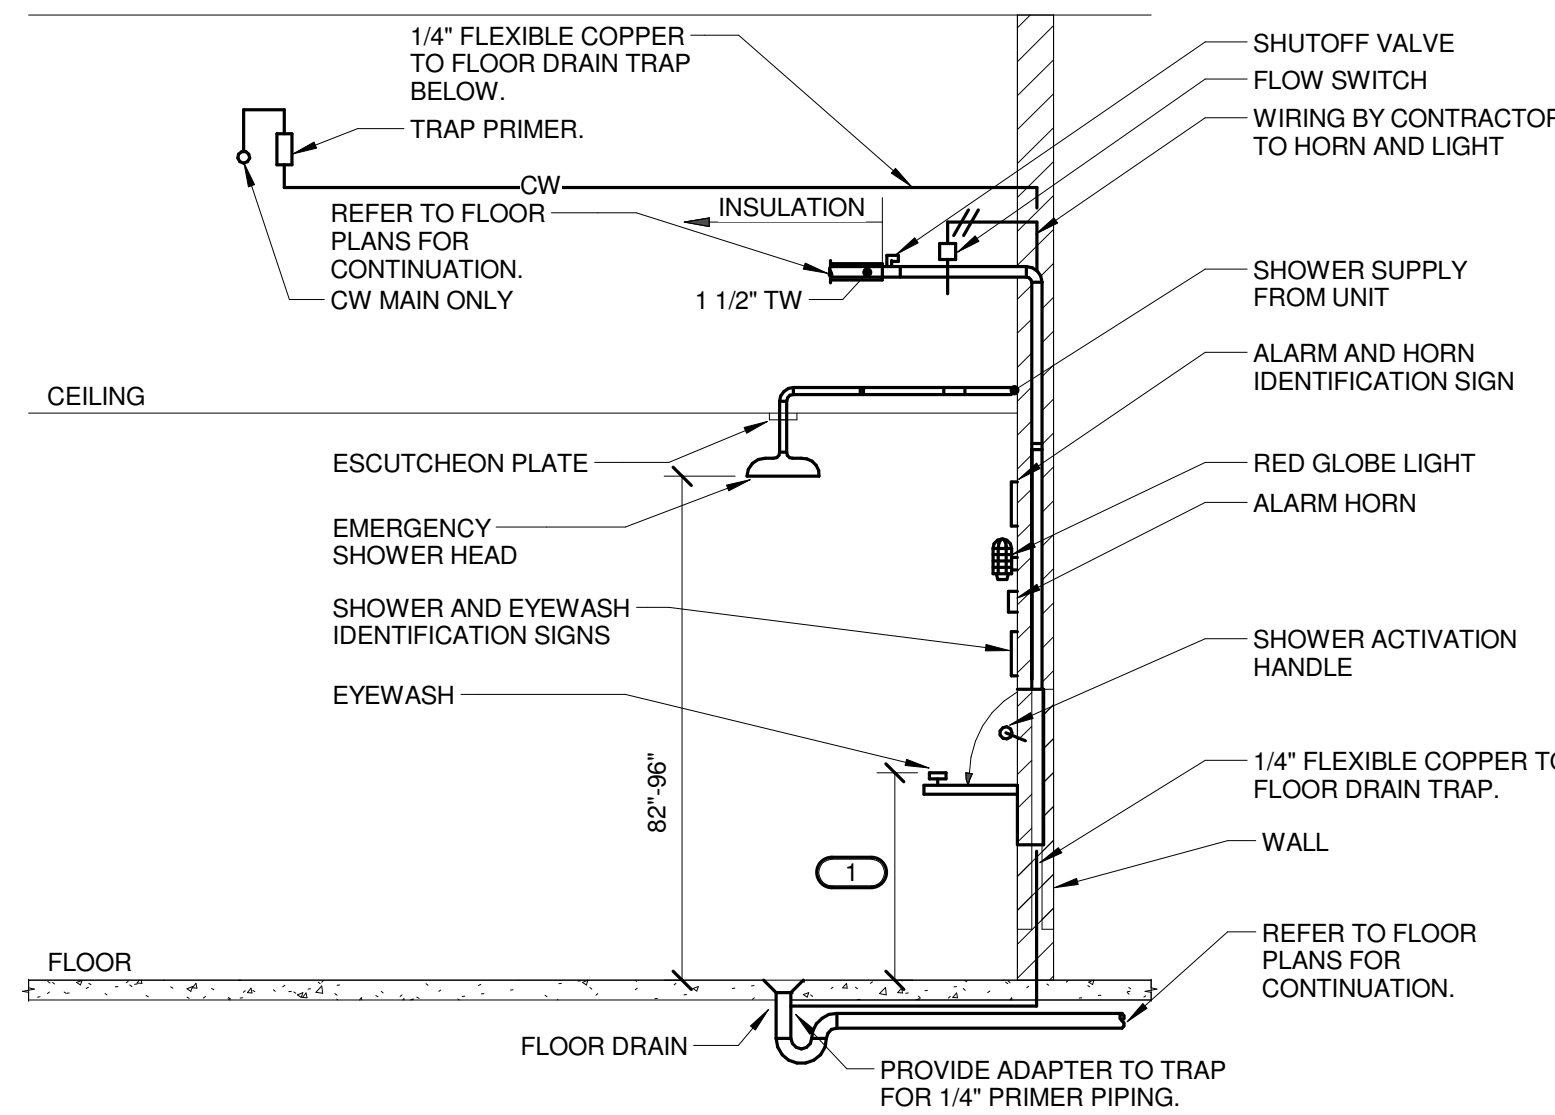 1/4" FLEXIBLE COPPER
TO FLOOR DRAIN TRAP
BELOW.
TRAP PRIMER.
CW
REFER TO FLOOR
PLANS FOR
CONTINUATION.
CW MAIN ONLY
INSULATION
1 1/2" TW
SHUTOFF VALVE
FLOW SWITCH
WIRING BY CONTRACTOR
TO HORN AND LIGHT
SHOWER SUPPLY
FROM UNIT
ALARM AND HORN
IDENTIFICATION SIGN
RED GLOBE LIGHT
ALARM HORN
CEILING
ESCUTCHEON PLATE
EMERGENCY
SHOWER HEAD
SHOWER AND EYEWASH
IDENTIFICATION SIGNS
EYEWASH
SHOWER ACTIVATION
HANDLE
82"-96"
1
1/4" FLEXIBLE COPPER TO
FLOOR DRAIN TRAP.
WALL
REFER TO FLOOR
PLANS FOR
CONTINUATION.
FLOOR
FLOOR DRAIN
PROVIDE ADAPTER TO TRAP
FOR 1/4" PRIMER PIPING.